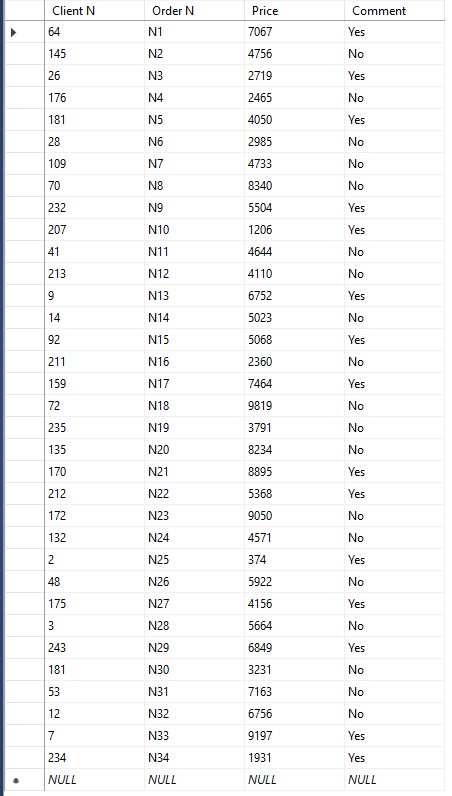 Client N Order N Price Comment
64 N1 7067 Yes
145 N2 4756 No
26 N3 2719 Yes
176 N4 2465 No
181 N5 4050 Yes
28 N6 2985 No
109 N7 4733 No
70 N8 8340 No
232 N9 5504 Yes
207 N10 1206 Yes
41 N11 4644 No
213 N12 4110 No
9 N13 6752 Yes
14 N14 5023 No
92 N15 5068 Yes
211 N16 2360 No
159 N17 7464 Yes
72 N18 9819 No
235 N19 3791 No
135 N20 8234 No
170 N21 8895 Yes
212 N22 5368 Yes
172 N23 9050 No
132 N24 4571 No
2 N25 374 Yes
48 N26 5922 No
175 N27 4156 Yes
3 N28 5664 No
243 N29 6849 Yes
181 N30 3231 No
53 N31 7163 No
12 N32 6756 No
7 N33 9197 Yes
234 N34 1931 Yes
NULL NULL NULL NULL